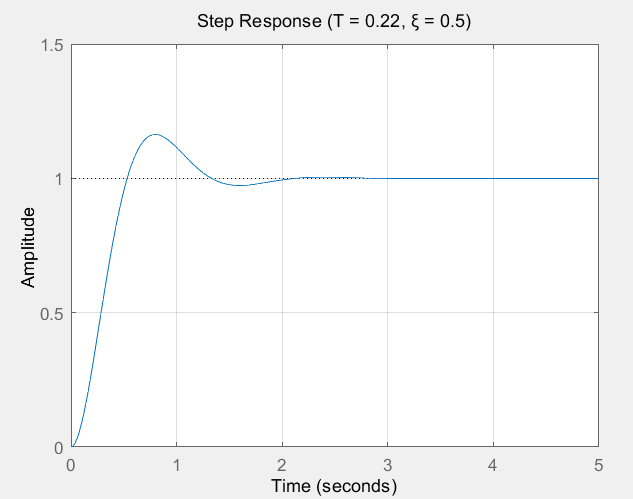 Step Response (T = 0.22, ξ = 0.5)
1.5
1
0.5
0
Amplitude
0 1 2 3 4 5
Time (seconds)